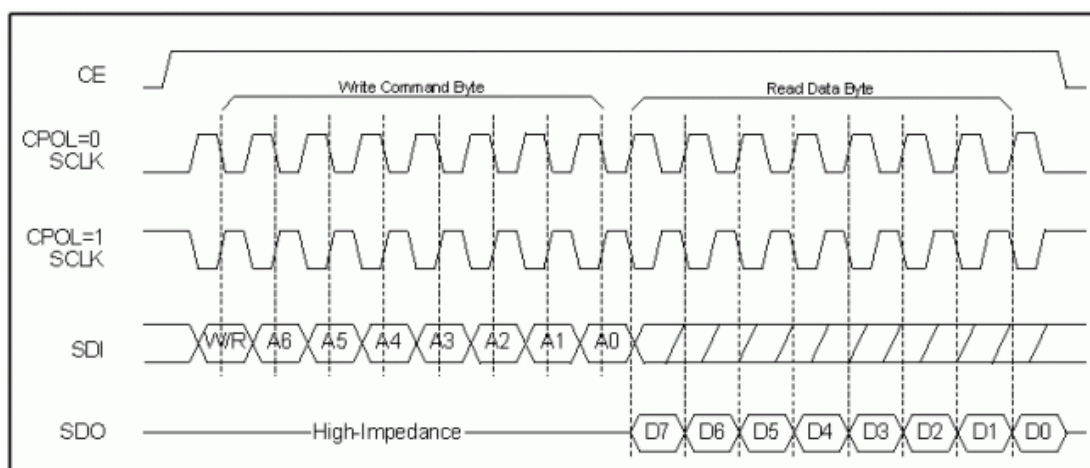 CE
Write Command Byte Read Data Byte
CPOL=0
SCLK
CPOL=1
SCLK
SDI W/R A6 A5 A4 A3 A2 A1 A0
SDO High-Impedance D7 D6 D5 D4 D3 D2 D1 D0